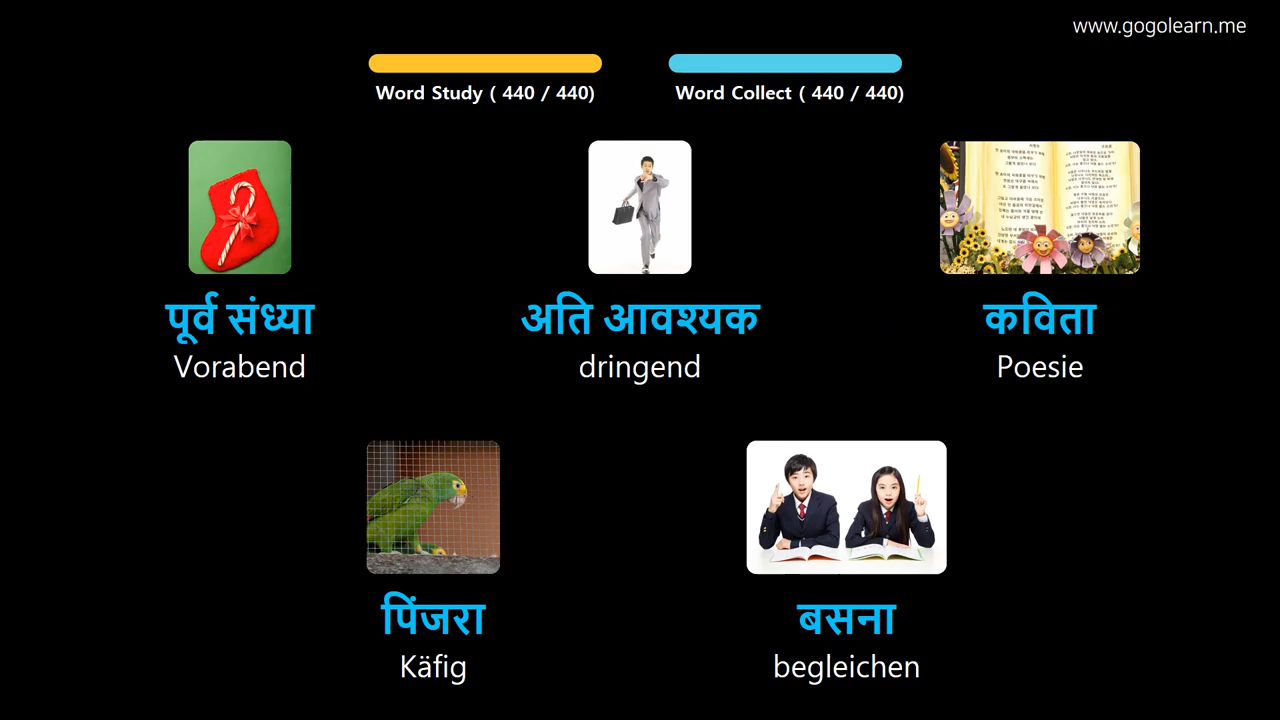 www.gogolearn.me
Word Study ( 440 / 440)
Word Collect ( 440 / 440)
पूर्व संध्या
Vorabend
अति आवश्यक
dringend
कविता
Poesie
पिंजरा
Käfig
बसना
begleichen